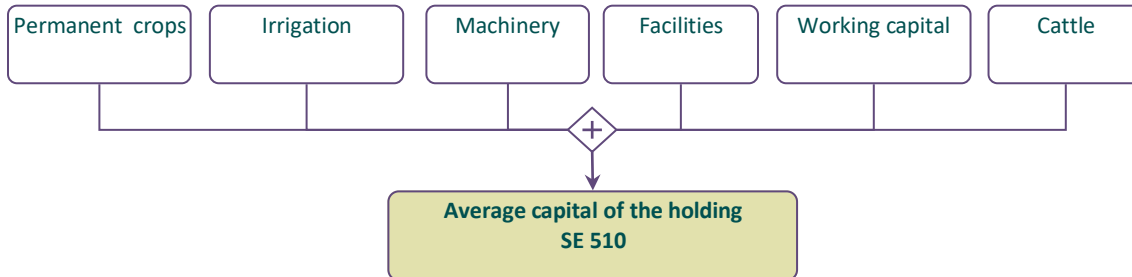 Permanent crops
Irrigation
Machinery
Facilities
Working capital
Cattle
+
Average capital of the holding
SE 510